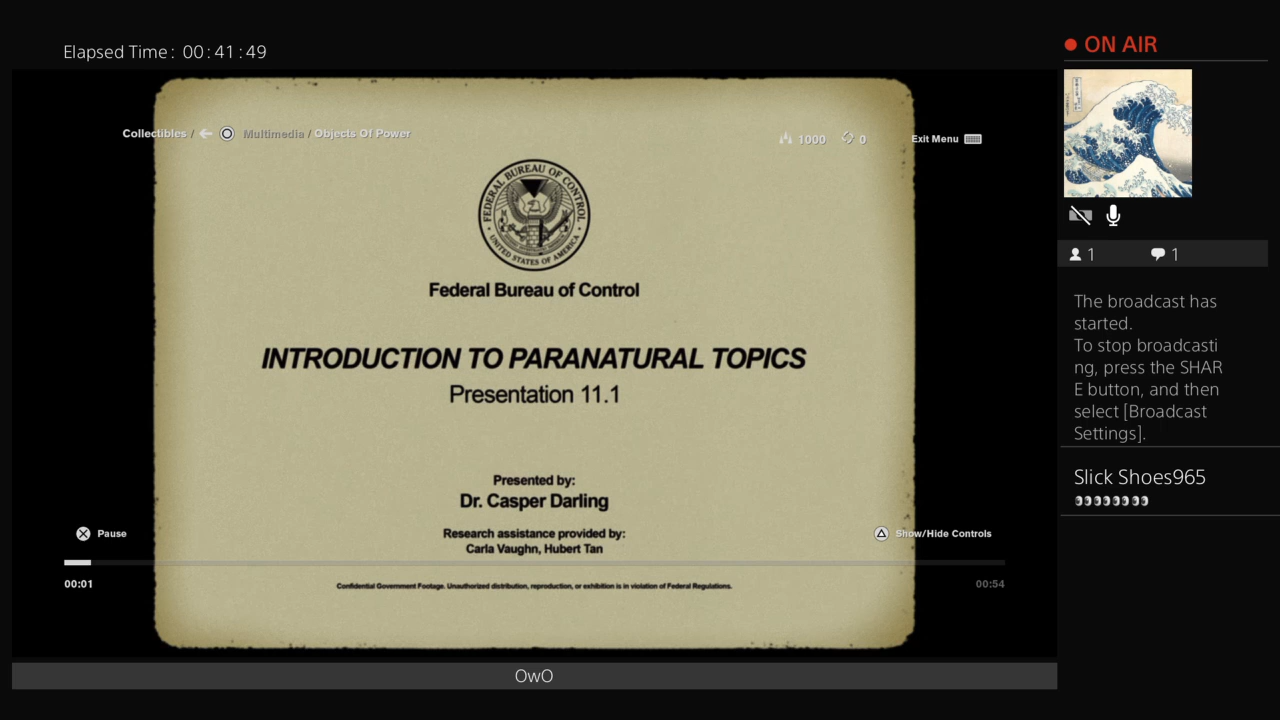 Elapsed Time: 00:41:49
ON AIR
Collectibles / Multimedia / Objects Of Power
1000 0 Exit Menu
FEDERAL BUREAU OF CONTROL
UNITED STATES OF AMERICA
Federal Bureau of Control
INTRODUCTION TO PARANATURAL TOPICS
Presentation 11.1
Presented by:
Dr. Casper Darling
Research assistance provided by:
Carla Vaughn, Hubert Tan
Confidential Government Footage. Unauthorized distribution, reproduction, or exhibition is in violation of Federal Regulations.
Pause
Show/Hide Controls
00:01
00:54
OwO
1 1
The broadcast has
started.
To stop broadcasti
ng, press the SHAR
E button, and then
select [Broadcast
Settings].
Slick Shoes965